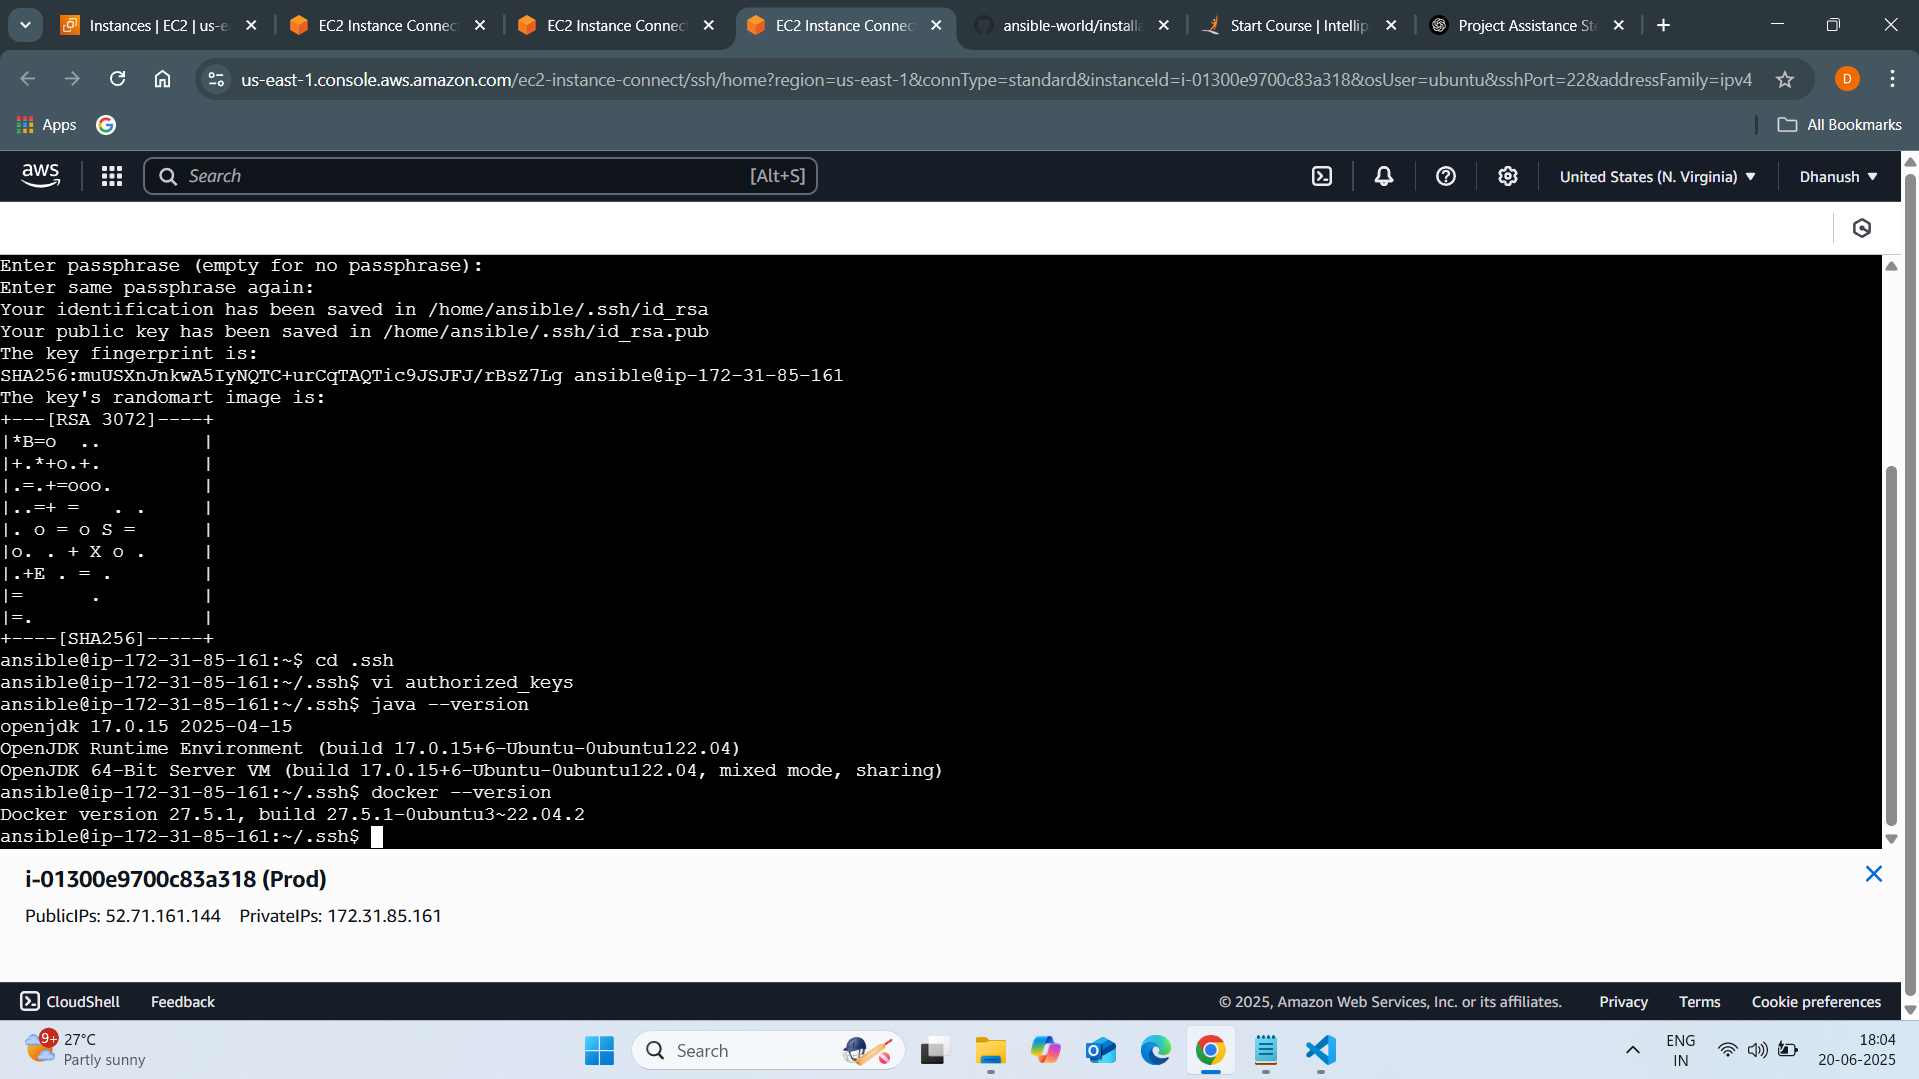 Instances | EC2 | us-e
EC2 Instance Connec
EC2 Instance Connec
EC2 Instance Connec
ansible-world/installa
Start Course | Intellip
Project Assistance Ste
us-east-1.console.aws.amazon.com/ec2-instance-connect/ssh/home?region=us-east-1&connType=standard&instanceId=i-01300e9700c83a318&osUser=ubuntu&sshPort=22&addressFamily=ipv4
D
Apps
G
All Bookmarks
aws
Search
[Alt+S]
United States (N. Virginia)
Dhanush
Enter passphrase (empty for no passphrase):
Enter same passphrase again:
Your identification has been saved in /home/ansible/.ssh/id_rsa
Your public key has been saved in /home/ansible/.ssh/id_rsa.pub
The key fingerprint is:
SHA256:muUSXnJnkwA5IyNQTC+urCqTAQTic9JSJFJ/rBsZ7Lg ansible@ip-172-31-85-161
The key's randomart image is:
+---[RSA 3072]----+
|*B=o  ..         |
|+.*+o.+.         |
|.=.+=ooo.        |
|..=+ =   . .     |
|. o = o S =      |
|o. . + X o .     |
|.+E . = .        |
|=      .         |
|=.               |
+----[SHA256]-----+
ansible@ip-172-31-85-161:~$ cd .ssh
ansible@ip-172-31-85-161:~/.ssh$ vi authorized_keys
ansible@ip-172-31-85-161:~/.ssh$ java --version
openjdk 17.0.15 2025-04-15
OpenJDK Runtime Environment (build 17.0.15+6-Ubuntu-0ubuntu122.04)
OpenJDK 64-Bit Server VM (build 17.0.15+6-Ubuntu-0ubuntu122.04, mixed mode, sharing)
ansible@ip-172-31-85-161:~/.ssh$ docker --version
Docker version 27.5.1, build 27.5.1-0ubuntu3~22.04.2
ansible@ip-172-31-85-161:~/.ssh$
i-01300e9700c83a318 (Prod)
PublicIPs: 52.71.161.144 PrivateIPs: 172.31.85.161
CloudShell
Feedback
© 2025, Amazon Web Services, Inc. or its affiliates.
Privacy
Terms
Cookie preferences
9+
27°C
Partly sunny
Search
ENG
IN
18:04
20-06-2025